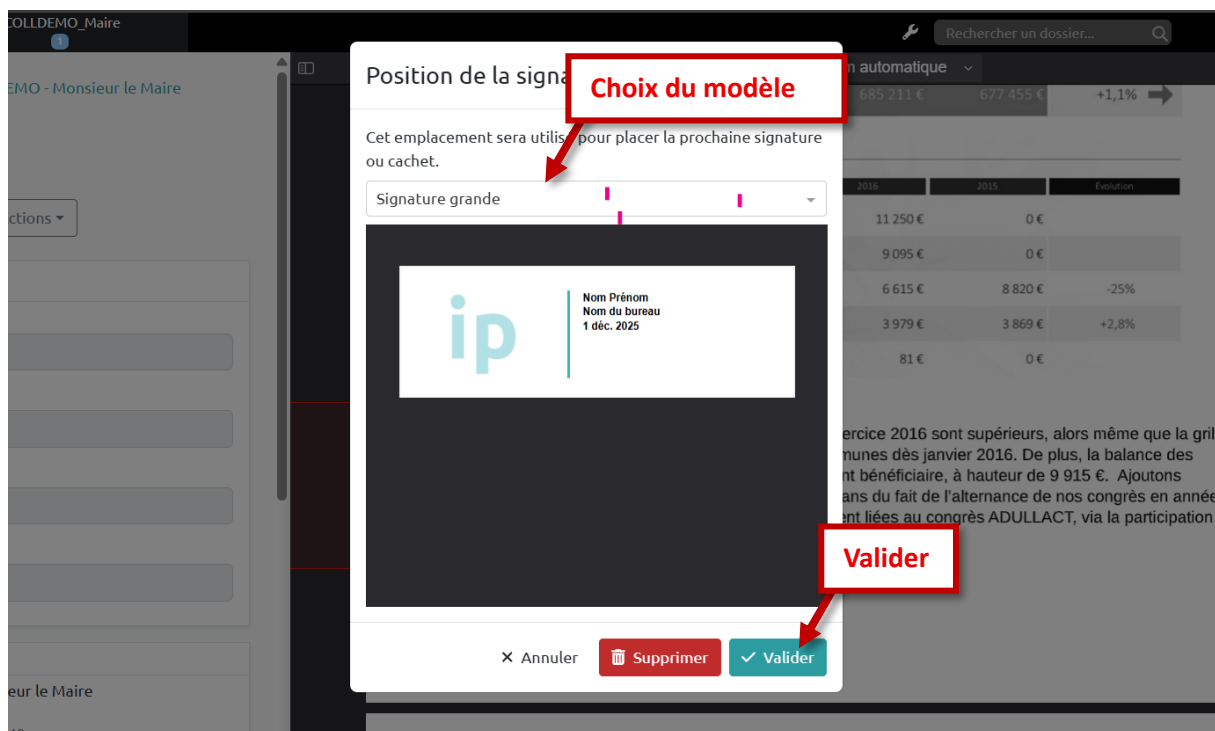 COLLDEMO_Maire
1
Rechercher un dossier...
EMO - Monsieur le Maire
ctions
Position de la signa
Choix du modèle
n automatique
685 211 € 677 455 € +1,1%
Cet emplacement sera utilisé pour placer la prochaine signature
ou cachet.
Signature grande
2016 2015 Évolution
11 250 € 0 €
9 095 € 0 €
6 615 € 8 820 € -25%
3 979 € 3 869 € +2,8%
81 € 0 €
ip
Nom Prénom
Nom du bureau
1 déc. 2025
ercice 2016 sont supérieurs, alors même que la gril
munes dès janvier 2016. De plus, la balance des
nt bénéficiaire, à hauteur de 9 915 €. Ajoutons
ans du fait de l'alternance de nos congrès en année
ent liées au congrès ADULLACT, via la participation
Valider
Annuler
Supprimer
Valider
eur le Maire